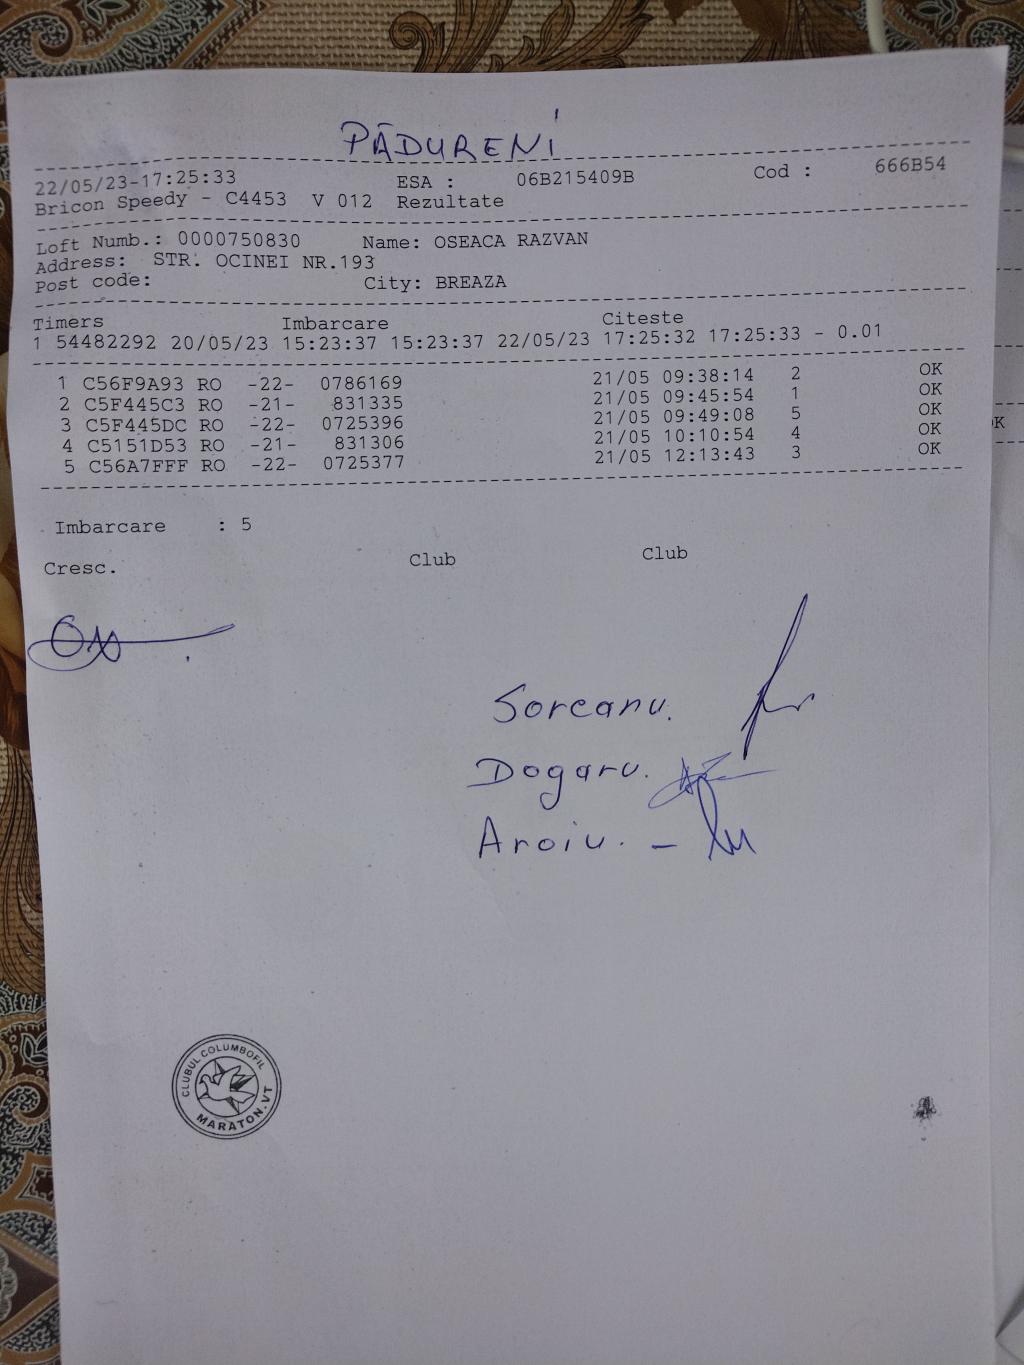 PĂDURENI
22/05/23-17:25:33 ESA : 06B215409B Cod : 666B54
Bricon Speedy - C4453 V 012 Rezultate
Loft Numb.: 0000750830 Name: OSEACA RAZVAN
Address: STR. OCINEI NR.193
Post code: City: BREAZA
Timers Imbarcare Citeste
1 54482292 20/05/23 15:23:37 15:23:37 22/05/23 17:25:32 17:25:33 - 0.01
1 C56F9A93 RO -22- 0786169 21/05 09:38:14 2 OK
2 C5F445C3 RO -21- 831335 21/05 09:45:54 1 OK
3 C5F445DC RO -22- 0725396 21/05 09:49:08 5 OK
4 C5151D53 RO -21- 831306 21/05 10:10:54 4 OK
5 C56A7FFF RO -22- 0725377 21/05 12:13:43 3 OK
Imbarcare : 5
Cresc. Club Club
Soreanu.
Dogaru.
Aroiu. -
CLUBUL COLUMBOFIL
MARATON.VT